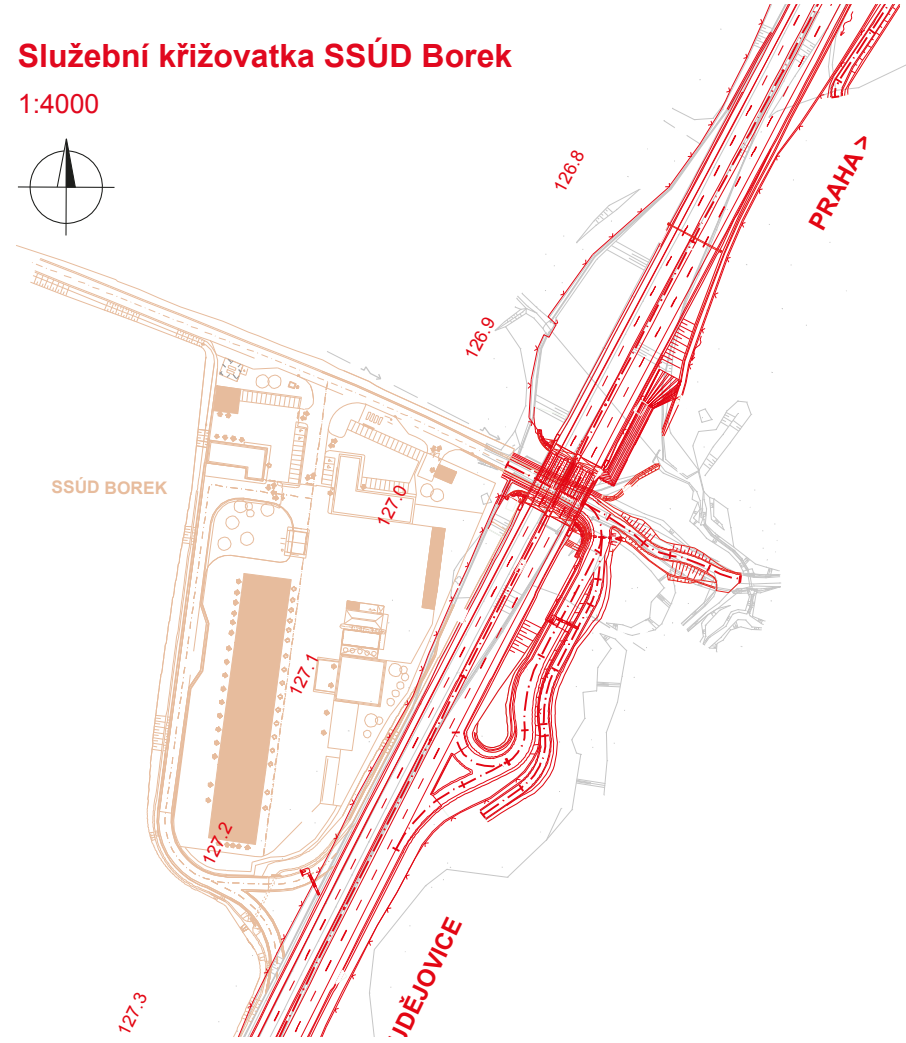 Služební křižovatka SSÚD Borek
1:4000
126.8
PRAHA >
126.9
SSÚD BOREK
127.0
127.1
127.2
UDĚJOVICE
127.3